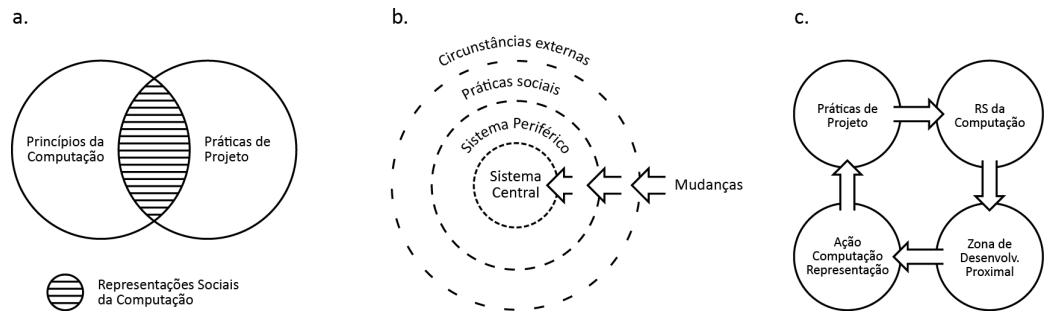 a.
Princípios da
Computação
Práticas de
Projeto
Representações Sociais
da Computação
b.
Circunstâncias externas
Práticas sociais
Sistema Periférico
Sistema
Central
Mudanças
c.
Práticas de
Projeto
RS da
Computação
Ação
Computação
Representação
Zona de
Desenvolv.
Proximal